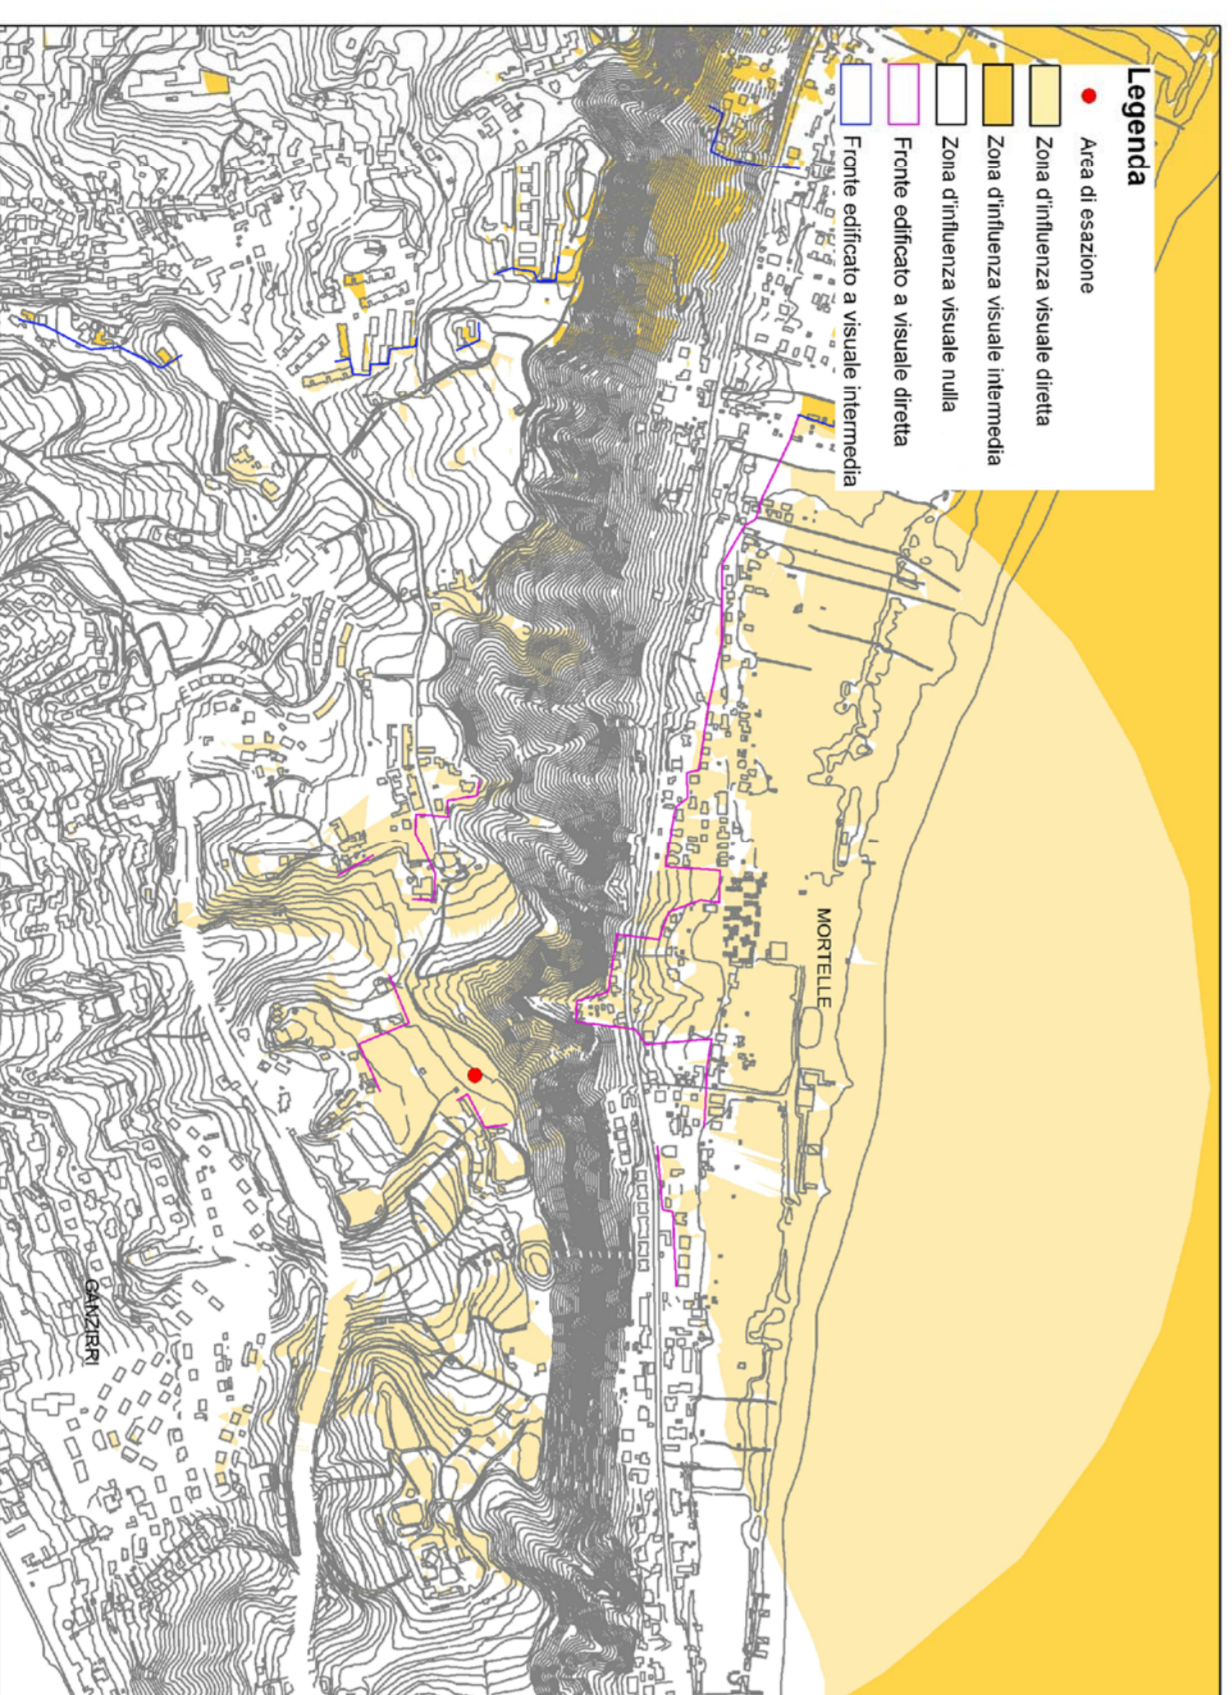 Legenda
Area di esazione
Zona d'influenza visuale diretta
Zona d'influenza visuale intermedia
Zona d'influenza visuale nulla
Fronte edificato a visuale diretta
Fronte edificato a visuale intermedia
MORTELLE
GANZIRRI